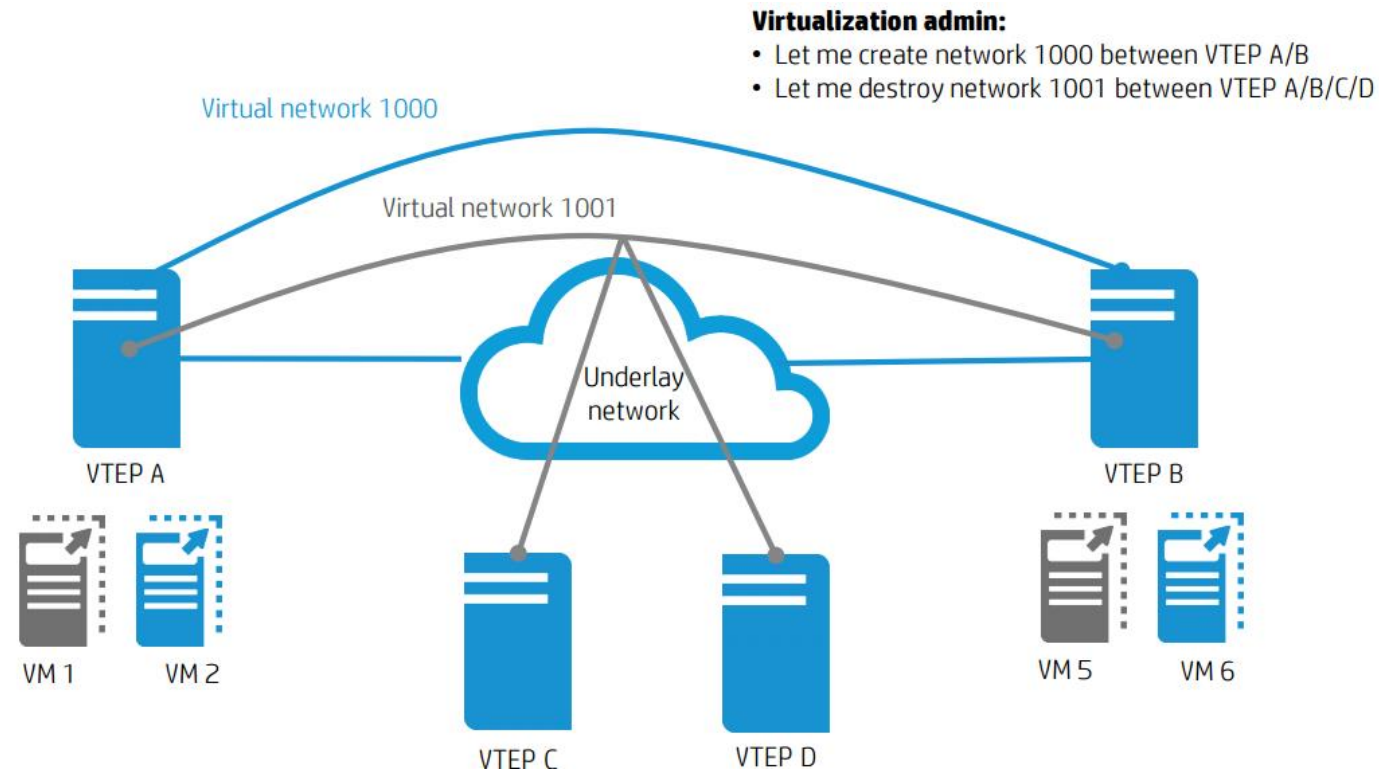 Virtualization admin:
• Let me create network 1000 between VTEP A/B
• Let me destroy network 1001 between VTEP A/B/C/D
Virtual network 1000
Virtual network 1001
Underlay
network
VTEP A
VTEP B
VM 1
VM 2
VM 5
VM 6
VTEP C
VTEP D